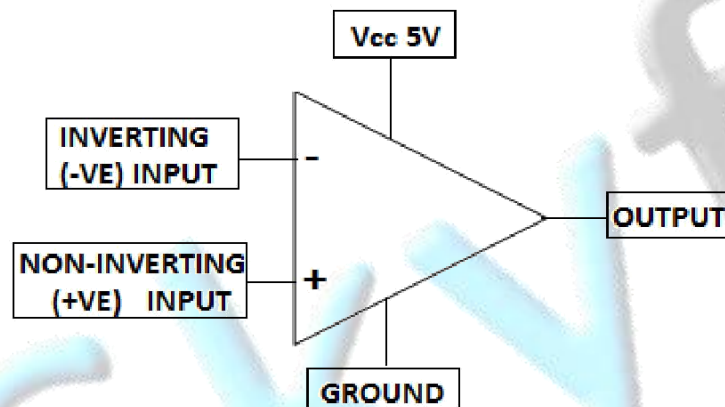 Vcc 5V
INVERTING
(-VE) INPUT
-
OUTPUT
NON-INVERTING
(+VE) INPUT
+
GROUND